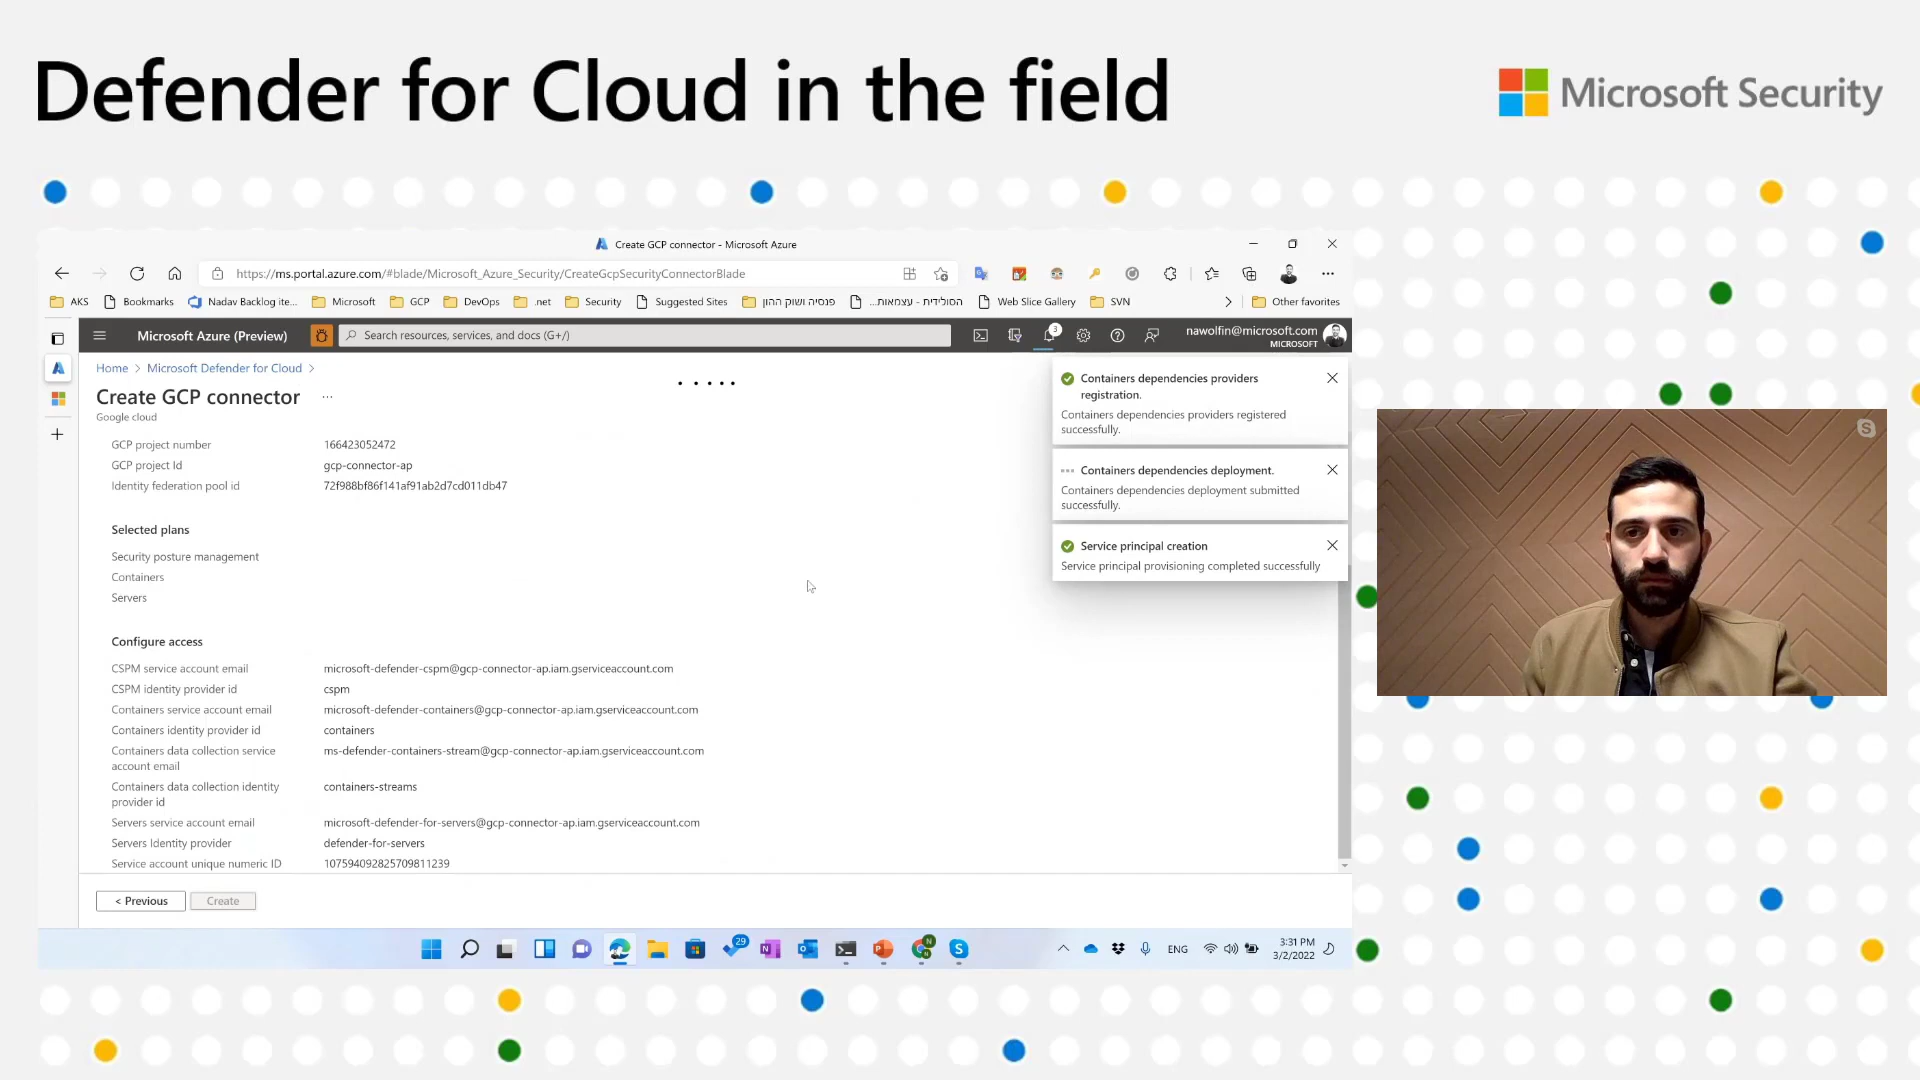 Defender for Cloud in the field
Microsoft Security
Create GCP connector - Microsoft Azure
https://ms.portal.azure.com/#blade/Microsoft_Azure_Security/CreateGcpSecurityConnectorBlade
AKS Bookmarks Nadav Backlog ite... Microsoft GCP DevOps .net Security Suggested Sites פנסיה ושוק ההון הסולידית - עצמאות... Web Slice Gallery SVN Other favorites
Microsoft Azure (Preview)
Search resources, services, and docs (G+/)
3
nawolfin@microsoft.com
MICROSOFT
Home > Microsoft Defender for Cloud >
Create GCP connector ...
Google cloud
GCP project number 166423052472
GCP project Id gcp-connector-ap
Identity federation pool id 72f988bf86f141af91ab2d7cd011db47
Selected plans
Security posture management
Containers
Servers
Configure access
CSPM service account email microsoft-defender-cspm@gcp-connector-ap.iam.gserviceaccount.com
CSPM identity provider id cspm
Containers service account email microsoft-defender-containers@gcp-connector-ap.iam.gserviceaccount.com
Containers identity provider id containers
Containers data collection service ms-defender-containers-stream@gcp-connector-ap.iam.gserviceaccount.com
account email
Containers data collection identity containers-streams
provider id
Servers service account email microsoft-defender-for-servers@gcp-connector-ap.iam.gserviceaccount.com
Servers Identity provider defender-for-servers
Service account unique numeric ID 107594092825709811239
Containers dependencies providers
registration.
Containers dependencies providers registered
successfully.
Containers dependencies deployment.
Containers dependencies deployment submitted
successfully.
Service principal creation
Service principal provisioning completed successfully
< Previous Create
29
N
S
ENG
3:31 PM
3/2/2022
S